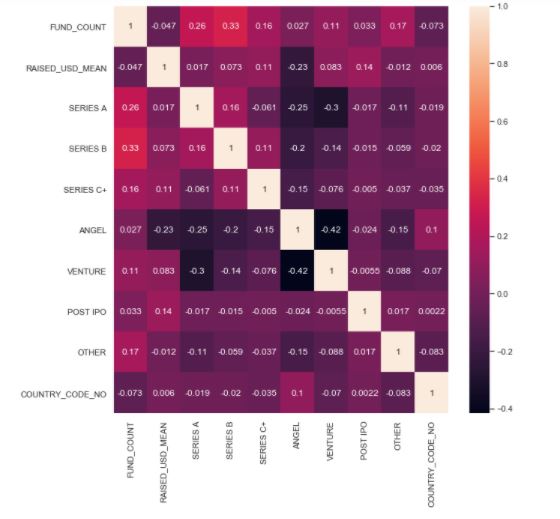 FUND_COUNT 1 -0.047 0.26 0.33 0.16 0.027 0.11 0.033 0.17 -0.073
RAISED_USD_MEAN -0.047 1 0.017 0.073 0.11 -0.23 0.083 0.14 -0.012 0.006
SERIES A 0.26 0.017 1 0.16 -0.061 -0.25 -0.3 -0.017 -0.11 -0.019
SERIES B 0.33 0.073 0.16 1 0.11 -0.2 -0.14 -0.015 -0.059 -0.02
SERIES C+ 0.16 0.11 -0.061 0.11 1 -0.15 -0.076 -0.005 -0.037 -0.035
ANGEL 0.027 -0.23 -0.25 -0.2 -0.15 1 -0.42 -0.024 -0.15 0.1
VENTURE 0.11 0.083 -0.3 -0.14 -0.076 -0.42 1 -0.0055 -0.088 -0.07
POST IPO 0.033 0.14 -0.017 -0.015 -0.005 -0.024 -0.0055 1 0.017 0.0022
OTHER 0.17 -0.012 -0.11 -0.059 -0.037 -0.15 -0.088 0.017 1 -0.083
COUNTRY_CODE_NO -0.073 0.006 -0.019 -0.02 -0.035 0.1 -0.07 0.0022 -0.083 1
FUND_COUNT
RAISED_USD_MEAN
SERIES A
SERIES B
SERIES C+
ANGEL
VENTURE
POST IPO
OTHER
COUNTRY_CODE_NO
1.0
0.8
0.6
0.4
0.2
0.0
-0.2
-0.4